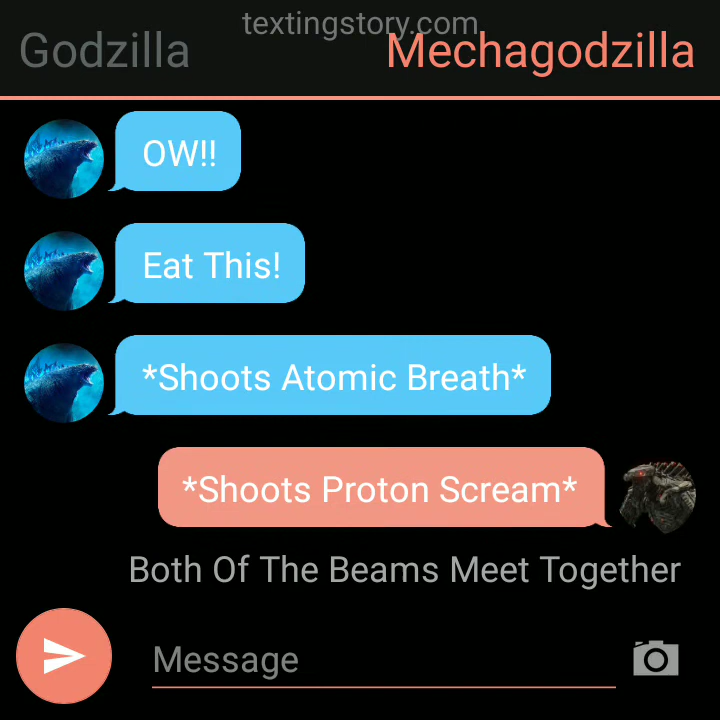 textingstory.com
Godzilla
Mechagodzilla
OW!!
Eat This!
*Shoots Atomic Breath*
*Shoots Proton Scream*
Both Of The Beams Meet Together
Message